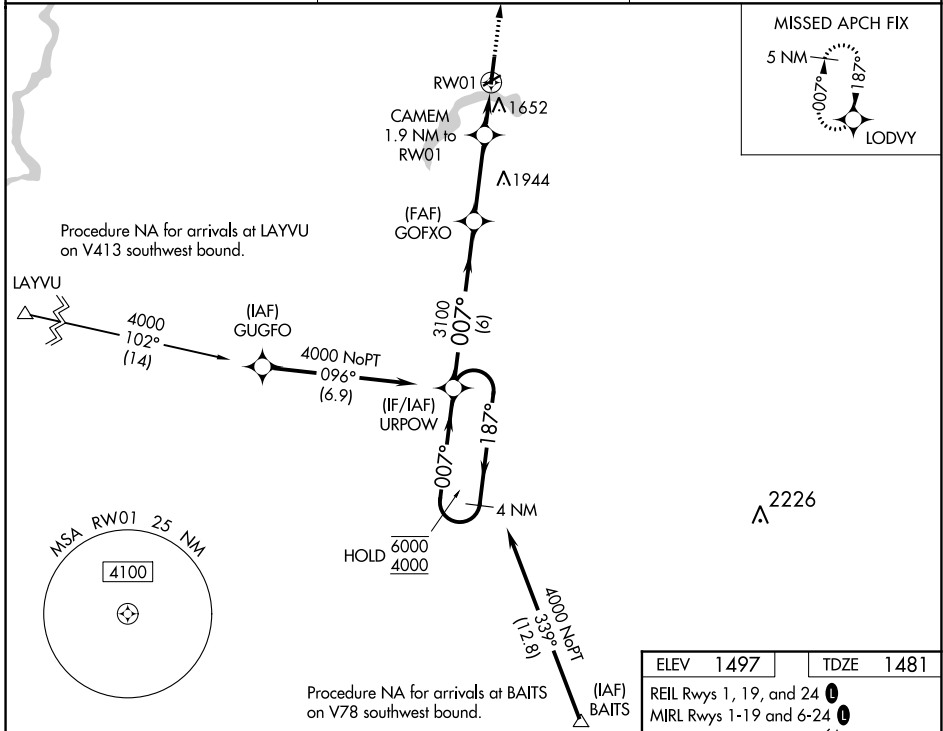 MISSED APCH FIX
5 NM
007°
187°
LODVY
RW01
1652
CAMEM
1.9 NM to
RW01
1944
(FAF)
GOFXO
Procedure NA for arrivals at LAYVU
on V413 southwest bound.
LAYVU
4000
102°
(14)
(IAF)
GUGFO
4000 NoPT
096°
(6.9)
3100
007°
(6)
(IF/IAF)
URPOW
007°
187°
4 NM
HOLD 6000
4000
2226
MSA RW01 25 NM
4100
4000 NoPT
339°
(12.8)
(IAF)
BAITS
Procedure NA for arrivals at BAITS
on V78 southwest bound.
ELEV 1497 TDZE 1481
REIL Rwys 1, 19, and 24 L
MIRL Rwys 1-19 and 6-24 L